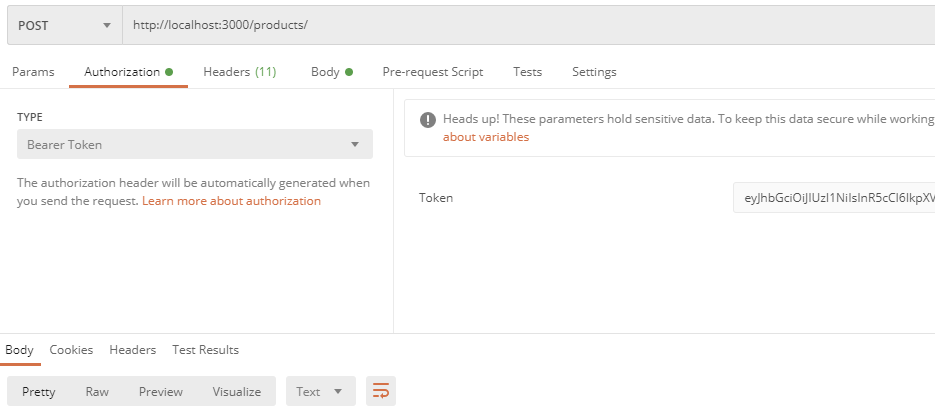 POST http://localhost:3000/products/
Params Authorization Headers (11) Body Pre-request Script Tests Settings
TYPE
Bearer Token
The authorization header will be automatically generated when
you send the request. Learn more about authorization
Heads up! These parameters hold sensitive data. To keep this data secure while working
about variables
Token eyJhbGciOiJIUzI1NiIsInR5cCI6IkpXV
Body Cookies Headers Test Results
Pretty Raw Preview Visualize Text